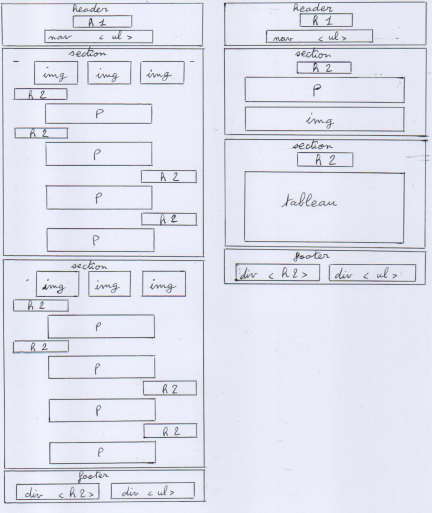 header
h 1
nav < ul >
section
img img img
h 2
p
h 2
p
h 2
p
h 2
p
section
img img img
h 2
p
h 2
p
h 2
p
h 2
p
footer
div < h 2 > div < ul >
header
h 1
nav < ul >
section
h 2
p
img
section
h 2
tableau
footer
div < h 2 > div < ul >